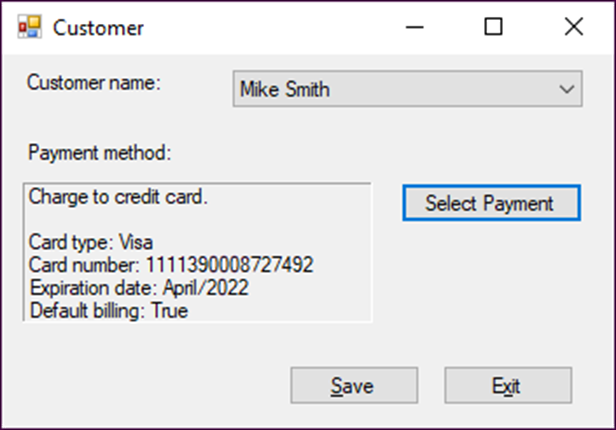 Customer
Customer name:
Mike Smith
Payment method:
Charge to credit card.
Select Payment
Card type: Visa
Card number: 1111390008727492
Expiration date: April/2022
Default billing: True
Save
Exit